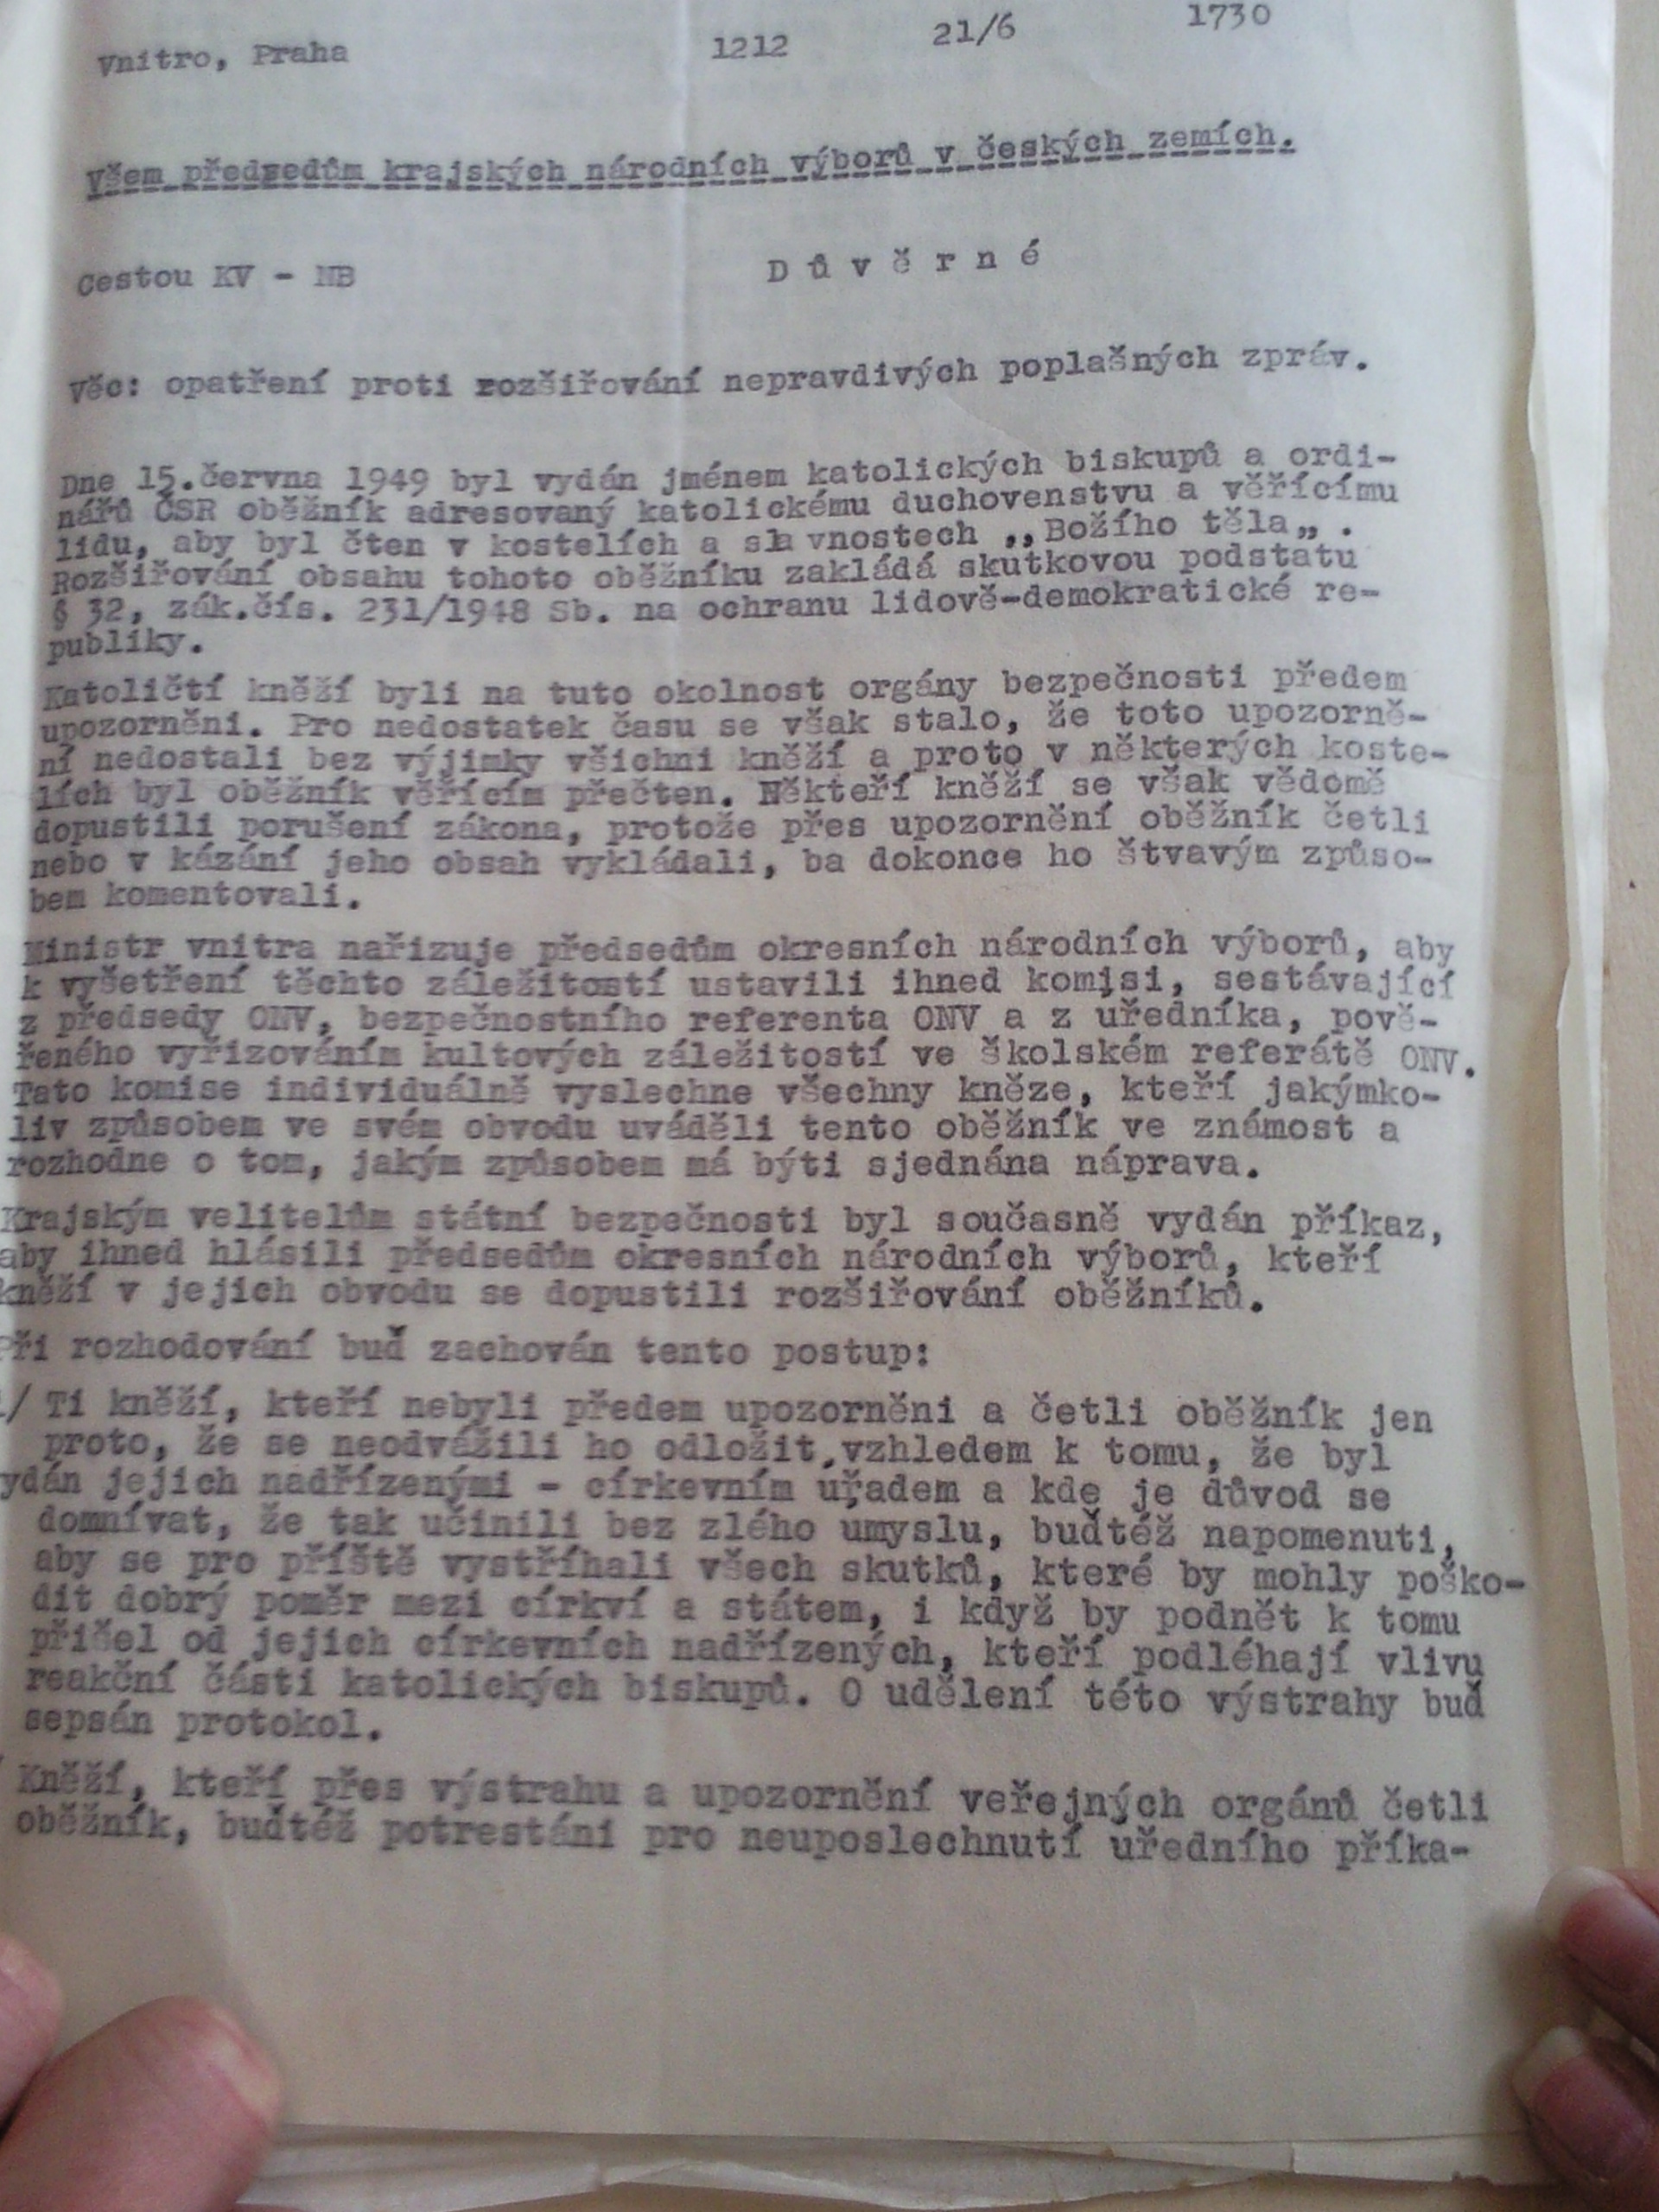 Vnitro, Praha 1212 21/6 1730
Všem předsedům krajských národních výborů v českých zemích.
Cestou KV - NB D ů v ě r n é
Věc: opatření proti rozšiřování nepravdivých poplašných zpráv.
Dne 15.června 1949 byl vydán jménem katolických biskupů a ordi-
nářů ČSR oběžník adresovaný katolickému duchovenstvu a věřícímu
lidu, aby byl čten v kostelích a slavnostech ,,Božího těla„ .
Rozšiřování obsahu tohoto oběžníku zakládá skutkovou podstatu
§ 32, zák.čís. 231/1948 Sb. na ochranu lidově-demokratické re-
publiky.
Katoličtí kněží byli na tuto okolnost orgány bezpečnosti předem
upozorněni. Pro nedostatek času se však stalo, že toto upozorně-
ní nedostali bez výjimky všichni kněží a proto v některých koste-
lích byl oběžník věřícím přečten. Někteří kněží se však vědomě
dopustili porušení zákona, protože přes upozornění oběžník četli
nebo v kázání jeho obsah vykládali, ba dokonce ho štvavým způso-
bem komentovali.
Ministr vnitra nařizuje předsedům okresních národních výborů, aby
k vyšetření těchto záležitostí ustavili ihned komisi, sestávající
z předsedy ONV, bezpečnostního referenta ONV a z uředníka, pově-
řeného vyřizováním kultových záležitostí ve školském referátě ONV.
Tato komise individuálně vyslechne všechny kněze, kteří jakýmko-
liv způsobem ve svém obvodu uváděli tento oběžník ve známost a
rozhodne o tom, jakým způsobem má býti sjednána náprava.
Krajským velitelům státní bezpečnosti byl současně vydán příkaz,
aby ihned hlásili předsedům okresních národních výborů, kteří
kněží v jejich obvodu se dopustili rozšiřování oběžníků.
Při rozhodování buď zachován tento postup:
/ Ti kněží, kteří nebyli předem upozorněni a četli oběžník jen
proto, že se neodvážili ho odložit,vzhledem k tomu, že byl
ydán jejich nadřízenými - církevním uřadem a kde je důvod se
domnívat, že tak učinili bez zlého umyslu, buďtéž napomenuti,
aby se pro příště vystříhali všech skutků, které by mohly poško-
dit dobrý poměr mezi církví a státem, i když by podnět k tomu
přišel od jejich církevních nadřízených, kteří podléhají vlivu
reakční části katolických biskupů. O udělení této výstrahy buď
sepsán protokol.
Kněží, kteří přes výstrahu a upozornění veřejných orgánů četli
oběžník, buďtéž potrestáni pro neuposlechnutí uředního příka-